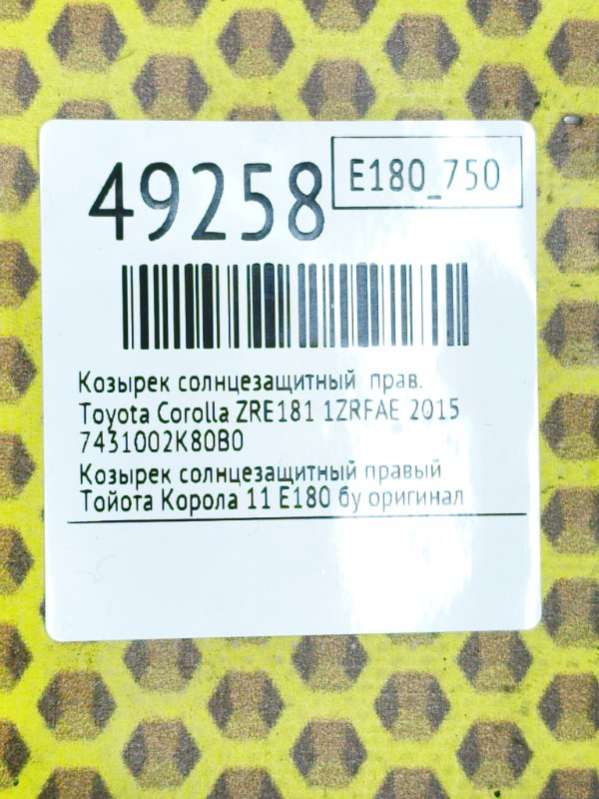 49258
E180_750
Козырек солнцезащитный прав.
Toyota Corolla ZRE181 1ZRFAE 2015
7431002K80B0
Козырек солнцезащитный правый
Тойота Корола 11 Е180 бу оригинал